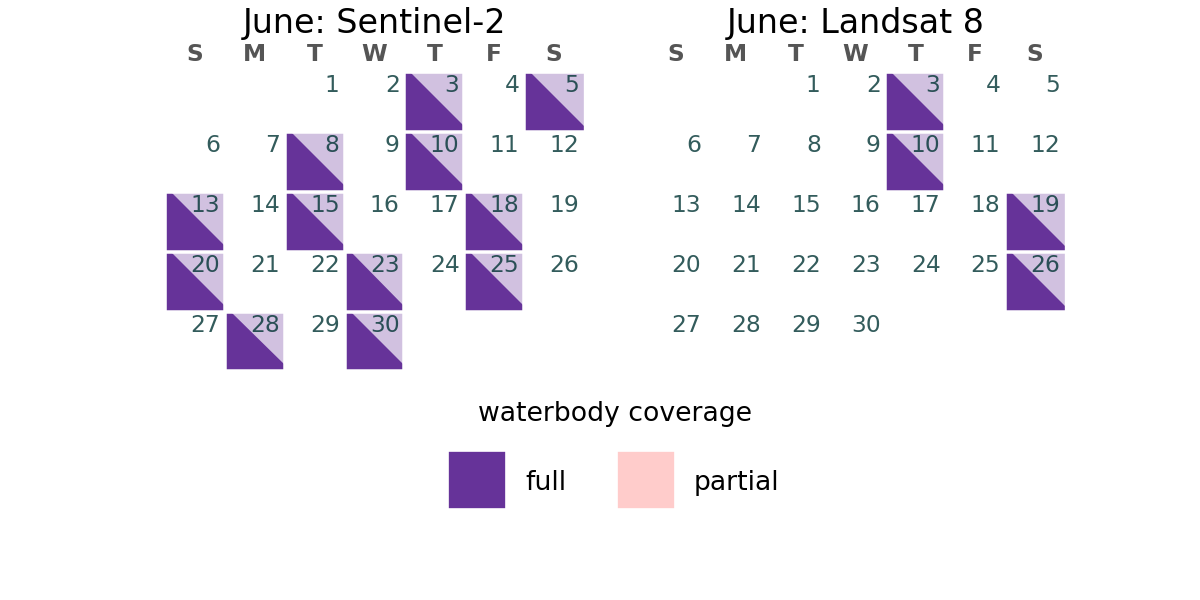 June: Sentinel-2
S M T W T F S
1 2 3 4 5
6 7 8 9 10 11 12
13 14 15 16 17 18 19
20 21 22 23 24 25 26
27 28 29 30
June: Landsat 8
S M T W T F S
1 2 3 4 5
6 7 8 9 10 11 12
13 14 15 16 17 18 19
20 21 22 23 24 25 26
27 28 29 30
waterbody coverage
full
partial